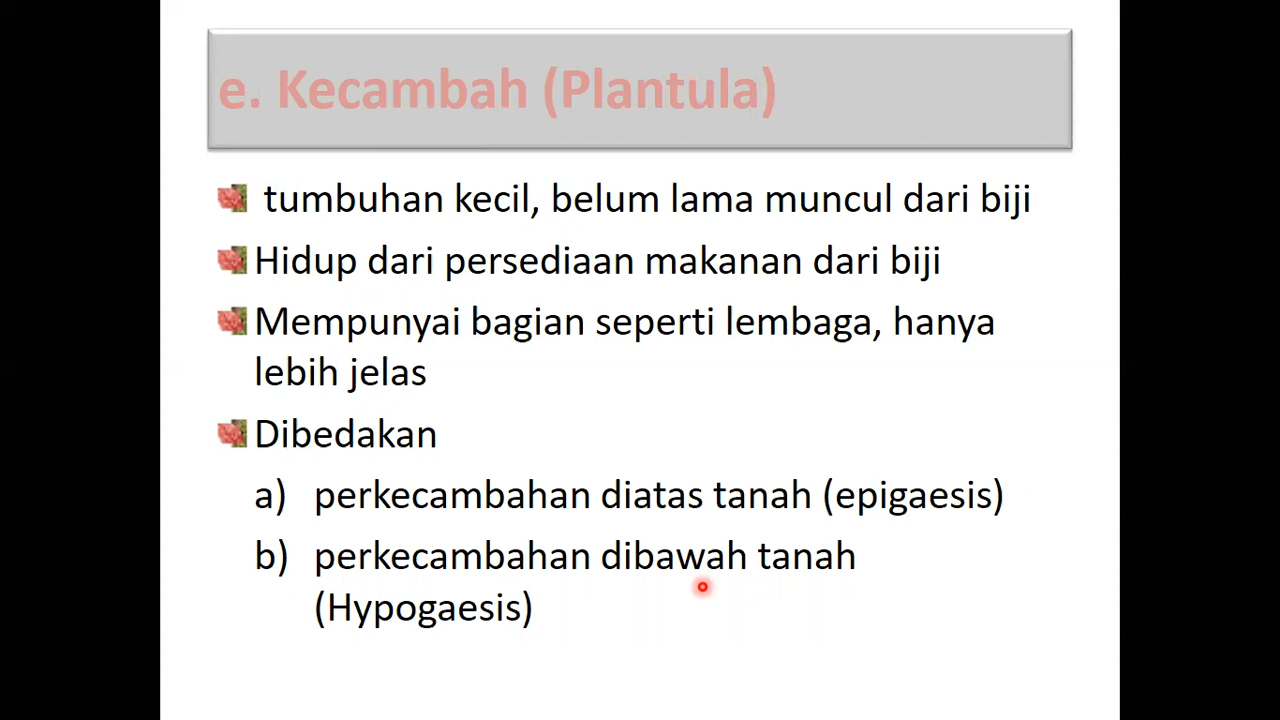 e. Kecambah (Plantula)
tumbuhan kecil, belum lama muncul dari biji
Hidup dari persediaan makanan dari biji
Mempunyai bagian seperti lembaga, hanya
lebih jelas
Dibedakan
a) perkecambahan diatas tanah (epigaesis)
b) perkecambahan dibawah tanah
(Hypogaesis)